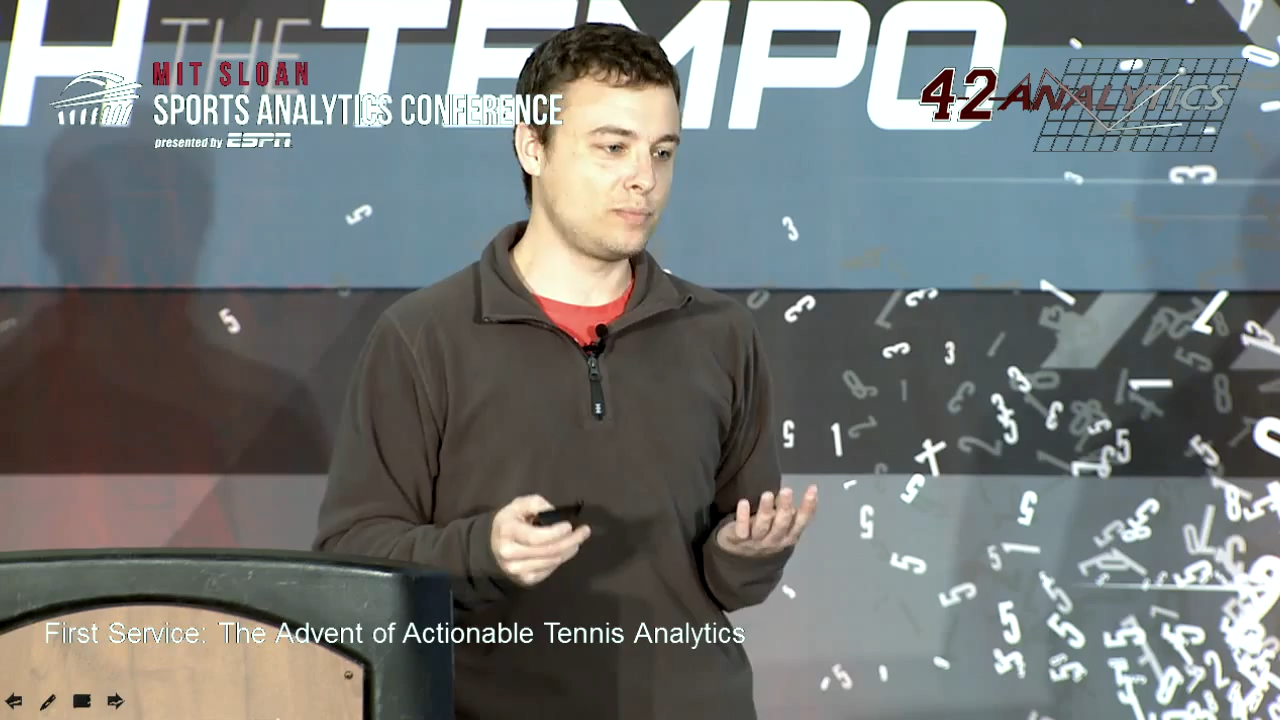 H THE TEMPO
MIT SLOAN
SPORTS ANALYTICS CONFERENCE
presented by ESPN
42 ANALYTICS
First Service: The Advent of Actionable Tennis Analytics